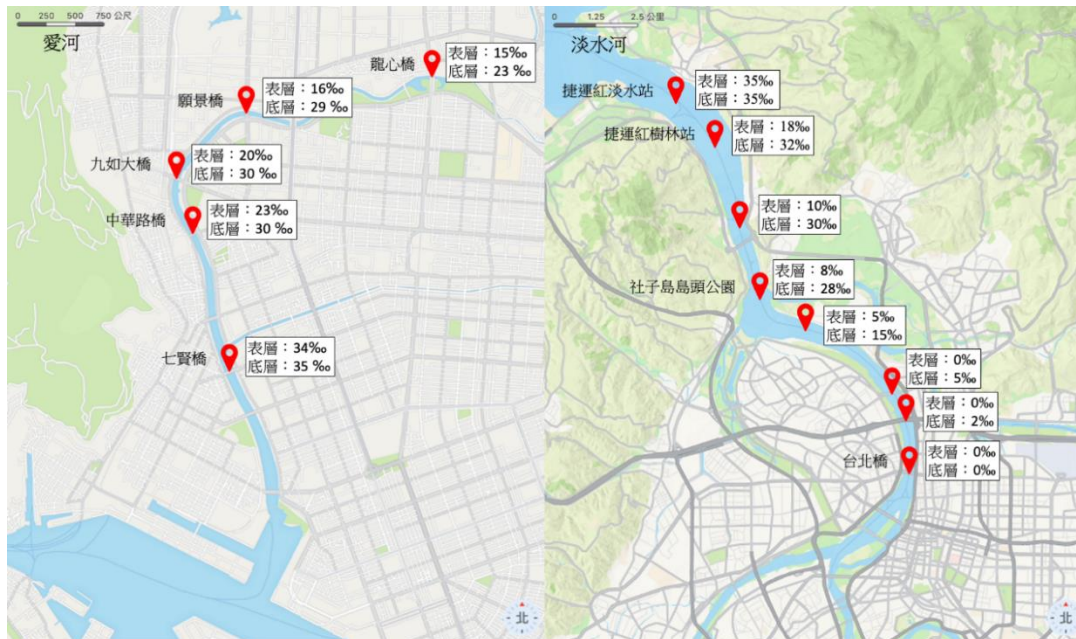 0 250 500 750 公尺
愛河
龍心橋
表層：15‰
底層：23 ‰
願景橋
表層：16‰
底層：29 ‰
九如大橋
表層：20‰
底層：30 ‰
中華路橋
表層：23‰
底層：30 ‰
七賢橋
表層：34‰
底層：35 ‰
北
0 1.25 2.5 公里
淡水河
捷運紅淡水站
表層：35‰
底層：35‰
捷運紅樹林站
表層：18‰
底層：32‰
表層：10‰
底層：30‰
社子島島頭公園
表層：8‰
底層：28‰
表層：5‰
底層：15‰
表層：0‰
底層：5‰
表層：0‰
底層：2‰
台北橋
表層：0‰
底層：0‰
北